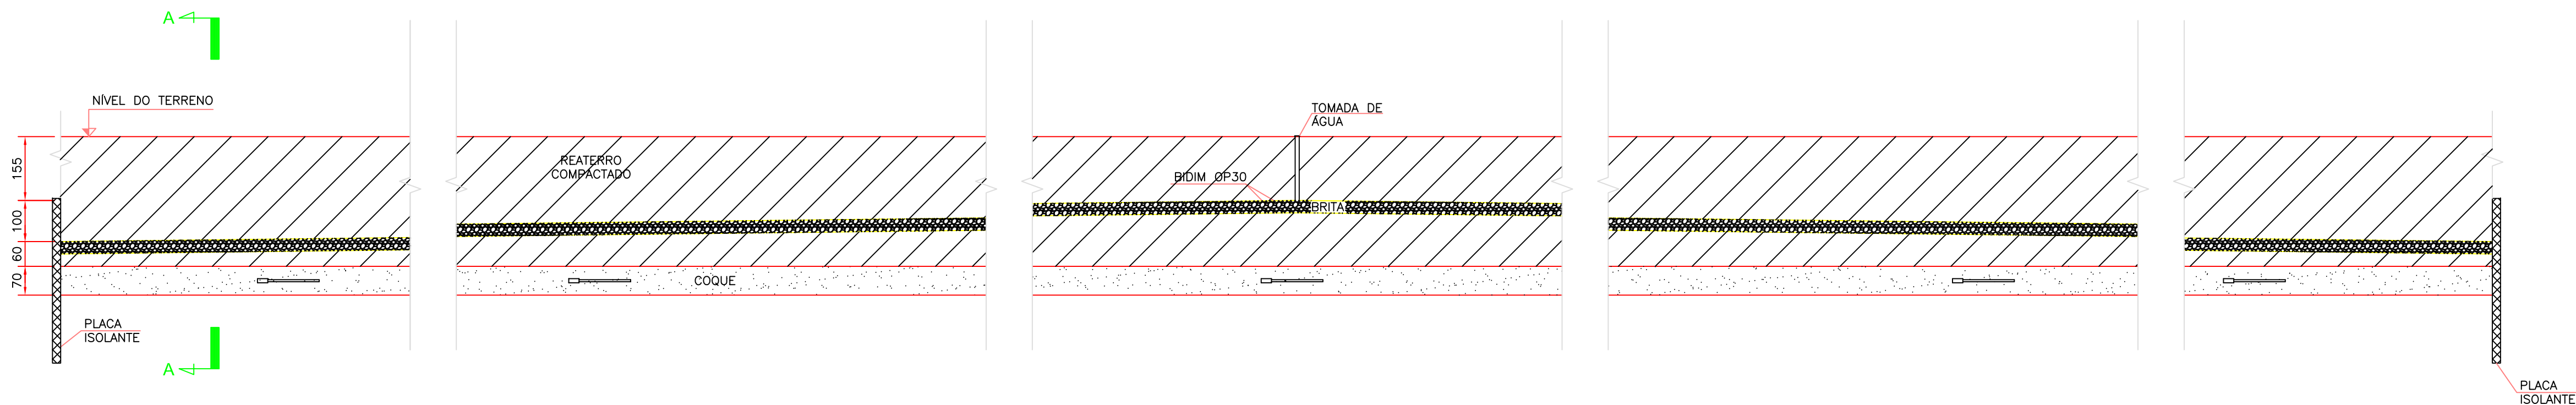 A
NÍVEL DO TERRENO
155
100
60
70
PLACA
ISOLANTE
A
REATERRO
COMPACTADO
COQUE
TOMADA DE
ÁGUA
BIDIM OP30
BRITA
PLACA
ISOLANTE